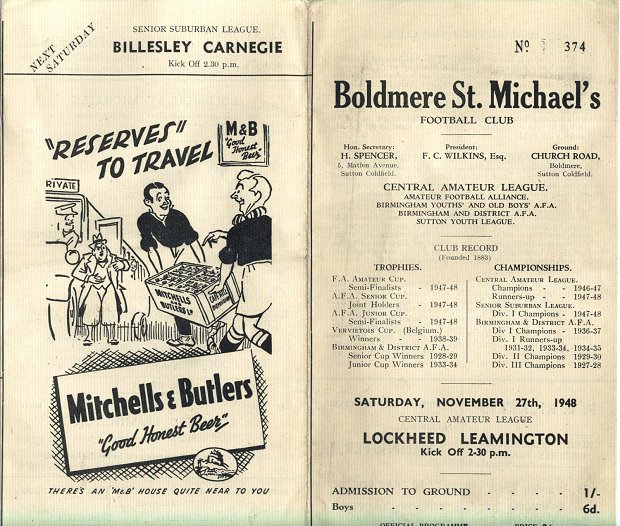 NEXT
SATURDAY
SENIOR SUBURBAN LEAGUE.
BILLESLEY CARNEGIE
Kick Off 2.30 p.m.
"RESERVES"
TO TRAVEL
M&B
"Good
Honest
Beer"
PRIVATE
MITCHELLS
&
BUTLERS LD
Mitchells & Butlers
"Good Honest Beer"
THERE'S AN 'M&B' HOUSE QUITE NEAR TO YOU
No 374
Boldmere St. Michael's
FOOTBALL CLUB
Hon. Secretary: President: Ground:
H. SPENCER, F. C. WILKINS, Esq. CHURCH ROAD,
5, Matfen Avenue, Boldmere,
Sutton Coldfield. Sutton Coldfield.
CENTRAL AMATEUR LEAGUE.
AMATEUR FOOTBALL ALLIANCE.
BIRMINGHAM YOUTHS' AND OLD BOYS' A.F.A.
BIRMINGHAM AND DISTRICT A.F.A.
SUTTON YOUTH LEAGUE.
CLUB RECORD
(Founded 1883)
TROPHIES.
F.A. AMATEUR CUP.
Semi-Finalists - 1947-48
A.F.A. SENIOR CUP.
Joint Holders - 1947-48
A.F.A. JUNIOR CUP.
Semi-Finalists - 1947-48
VERVIETOIS CUP. (Belgium.)
Winners - - 1938-39
BIRMINGHAM & DISTRICT A.F.A.
Senior Cup Winners 1928-29
Junior Cup Winners 1933-34
CHAMPIONSHIPS.
CENTRAL AMATEUR LEAGUE.
Champions - - 1946-47
Runners-up - - 1947-48
SENIOR SUBURBAN LEAGUE.
Div. I Champions - 1947-48
BIRMINGHAM & DISTRICT A.F.A.
Div. I Champions - 1936-37
Div. I Runners-up
1931-32, 1933-34, 1934-35
Div. II Champions 1929-30
Div. III Champions 1927-28
SATURDAY, NOVEMBER 27th, 1948
CENTRAL AMATEUR LEAGUE
LOCKHEED LEAMINGTON
Kick Off 2-30 p.m.
ADMISSION TO GROUND - - - - - 1/-
Boys - - - - - - - - 6d.
OFFICIAL PROGRAMME